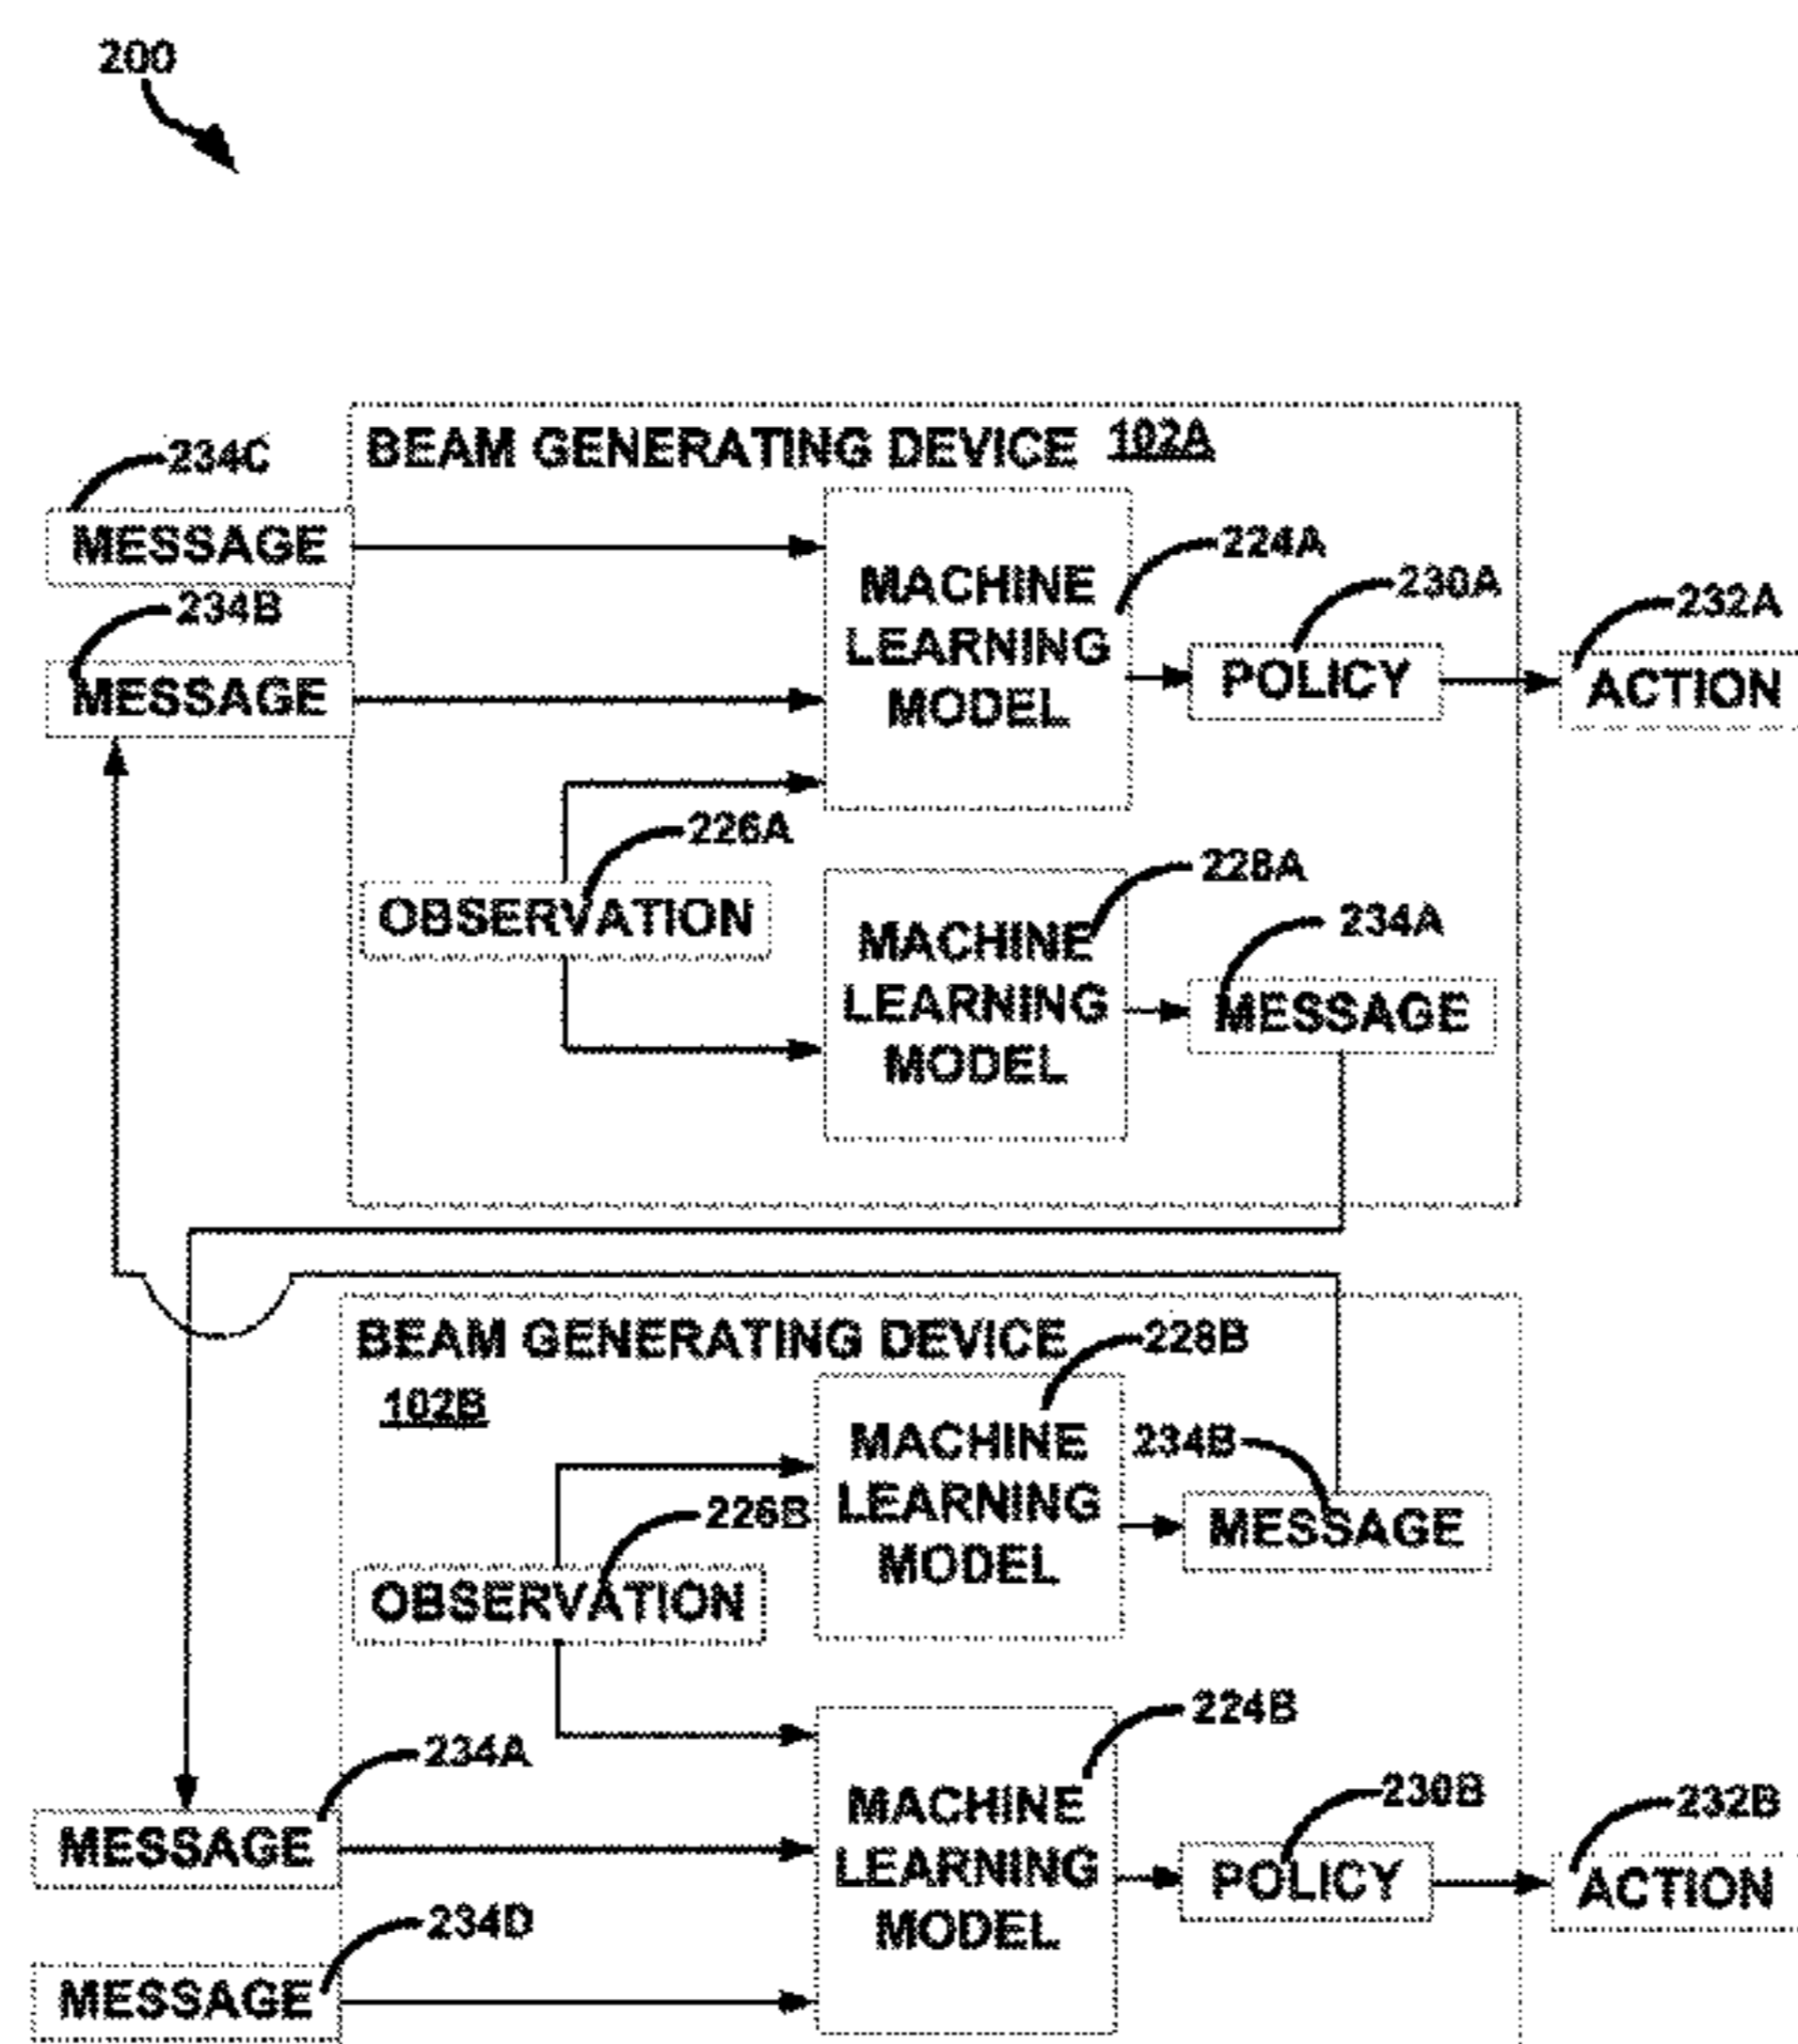 200
BEAM GENERATING DEVICE 102A
234C
MESSAGE
234B
MESSAGE
MACHINE
LEARNING
MODEL
224A
230A
POLICY
232A
ACTION
226A
OBSERVATION
228A
MACHINE
LEARNING
MODEL
234A
MESSAGE
BEAM GENERATING DEVICE
102B
228B
MACHINE
LEARNING
MODEL
234B
MESSAGE
226B
OBSERVATION
224B
234A
MESSAGE
MACHINE
LEARNING
MODEL
230B
POLICY
232B
ACTION
234D
MESSAGE